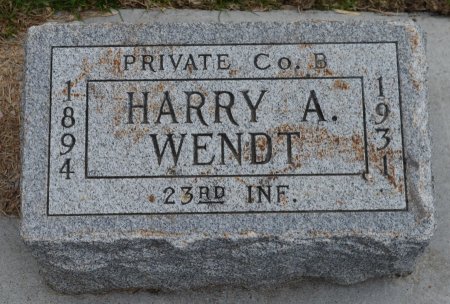 PRIVATE CO. B
1894
HARRY A.
WENDT
1931
23RD INF.